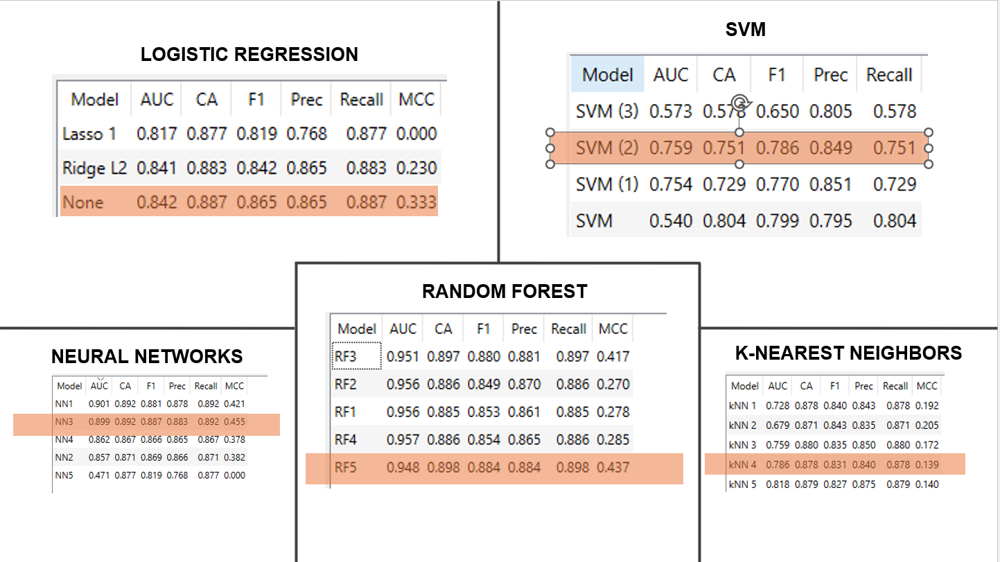 LOGISTIC REGRESSION
Model AUC CA F1 Prec Recall MCC
Lasso 1 0.817 0.877 0.819 0.768 0.877 0.000
Ridge L2 0.841 0.883 0.842 0.865 0.883 0.230
None 0.842 0.887 0.865 0.865 0.887 0.333
SVM
Model AUC CA F1 Prec Recall
SVM (3) 0.573 0.578 0.650 0.805 0.578
SVM (2) 0.759 0.751 0.786 0.849 0.751
SVM (1) 0.754 0.729 0.770 0.851 0.729
SVM 0.540 0.804 0.799 0.795 0.804
NEURAL NETWORKS
Model AUC CA F1 Prec Recall MCC
NN1 0.901 0.892 0.881 0.878 0.892 0.421
NN3 0.899 0.892 0.887 0.883 0.892 0.455
NN4 0.862 0.867 0.866 0.865 0.867 0.378
NN2 0.857 0.871 0.869 0.866 0.871 0.382
NN5 0.471 0.877 0.819 0.768 0.877 0.000
RANDOM FOREST
Model AUC CA F1 Prec Recall MCC
RF3 0.951 0.897 0.880 0.881 0.897 0.417
RF2 0.956 0.886 0.849 0.870 0.886 0.270
RF1 0.956 0.885 0.853 0.861 0.885 0.278
RF4 0.957 0.886 0.854 0.865 0.886 0.285
RF5 0.948 0.898 0.884 0.884 0.898 0.437
K-NEAREST NEIGHBORS
Model AUC CA F1 Prec Recall MCC
kNN 1 0.728 0.878 0.840 0.843 0.878 0.192
kNN 2 0.679 0.871 0.843 0.835 0.871 0.205
kNN 3 0.759 0.880 0.835 0.850 0.880 0.172
kNN 4 0.786 0.878 0.831 0.840 0.878 0.139
kNN 5 0.818 0.879 0.827 0.875 0.879 0.140